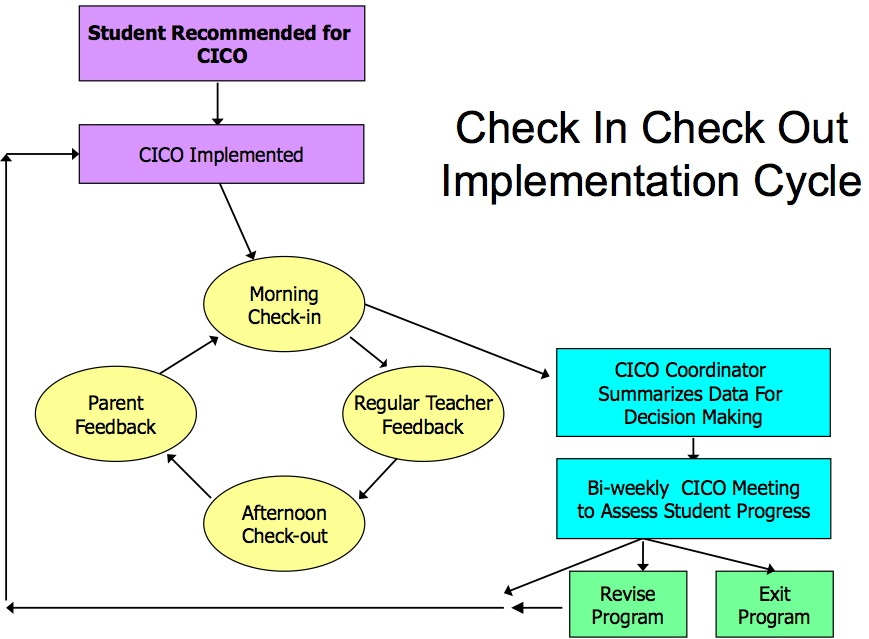 Student Recommended for
CICO
CICO Implemented
Check In Check Out
Implementation Cycle
Morning
Check-in
Regular Teacher
Feedback
Afternoon
Check-out
Parent
Feedback
CICO Coordinator
Summarizes Data For
Decision Making
Bi-weekly CICO Meeting
to Assess Student Progress
Revise
Program
Exit
Program